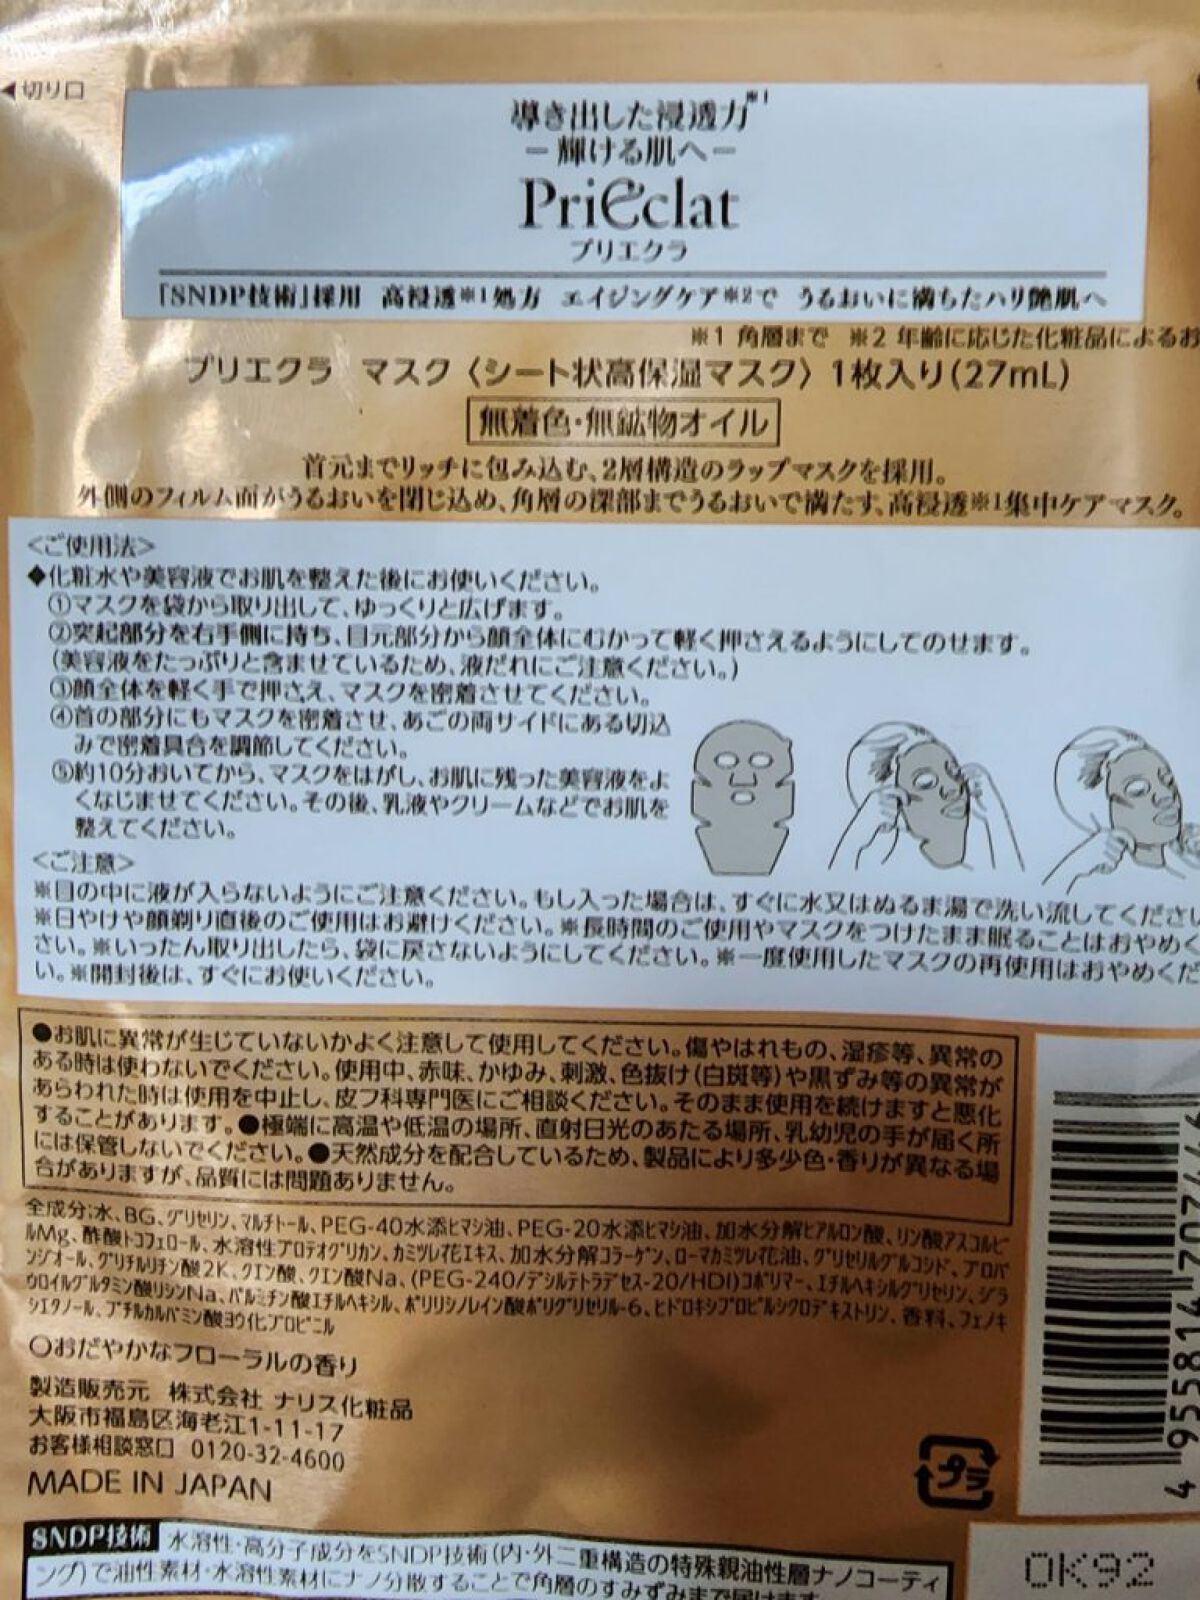 ◀切り口
導き出した浸透力※1
ー輝ける肌へー
PriEclat
プリエクラ
「SNDP技術」採用 高浸透※1処方 エイジングケア※2で うるおいに満ちたハリ艶肌へ
※1 角層まで ※2 年齢に応じた化粧品によるお
プリエクラ マスク〈シート状高保湿マスク〉1枚入り(27mL)
無着色・無鉱物オイル
首元までリッチに包み込む、2層構造のラップマスクを採用。
外側のフィルム面がうるおいを閉じ込め、角層の深部までうるおいで満たす、高浸透※1集中ケアマスク。
<ご使用法>
◆化粧水や美容液でお肌を整えた後にお使いください。
①マスクを袋から取り出して、ゆっくりと広げます。
②突起部分を右手側に持ち、目元部分から顔全体にむかって軽く押さえるようにしてのせます。
(美容液をたっぷりと含ませているため、液だれにご注意ください。)
③顔全体を軽く手で押さえ、マスクを密着させてください。
④首の部分にもマスクを密着させ、あごの両サイドにある切込
みで密着具合を調節してください。
⑤約10分おいてから、マスクをはがし、お肌に残った美容液をよ
くなじませてください。その後、乳液やクリームなどでお肌を
整えてください。
<ご注意>
※目の中に液が入らないようにご注意ください。もし入った場合は、すぐに水又はぬるま湯で洗い流してくださ
※日やけや顔剃り直後のご使用はお避けください。※長時間のご使用やマスクをつけたまま眠ることはおやめく
さい。※いったん取り出したら、袋に戻さないようにしてください。※一度使用したマスクの再使用はおやめくだ
い。※開封後は、すぐにお使いください。
●お肌に異常が生じていないかよく注意して使用してください。傷やはれもの、湿疹等、異常の
ある時は使わないでください。使用中、赤味、かゆみ、刺激、色抜け(白斑等)や黒ずみ等の異常が
あらわれた時は使用を中止し、皮フ科専門医にご相談ください。そのまま使用を続けますと悪化
することがあります。●極端に高温や低温の場所、直射日光のあたる場所、乳幼児の手が届く所
には保管しないでください。●天然成分を配合しているため、製品により多少色・香りが異なる場
合がありますが、品質には問題ありません。
全成分:水、BG、グリセリン、マルチトール、PEG-40水添ヒマシ油、PEG-20水添ヒマシ油、加水分解ヒアルロン酸、リン酸アスコルビ
ルMg、酢酸トコフェロール、水溶性プロテオグリカン、カミツレ花エキス、加水分解コラーゲン、ローマカミツレ花油、グリセリルグルコシド、プロパ
ンジオール、グリチルリチン酸2K、クエン酸、クエン酸Na、(PEG-240/デシルテトラデセス-20/HDI)コポリマー、エチルヘキシルグリセリン、ジラ
ウロイルグルタミン酸リシンNa、パルミチン酸エチルヘキシル、ポリリシノレイン酸ポリグリセリル-6、ヒドロキシプロピルシクロデキストリン、香料、フェノキ
シエタノール、ブチルカルバミン酸ヨウ化プロピニル
○おだやかなフローラルの香り
製造販売元 株式会社 ナリス化粧品
大阪市福島区海老江1-11-17
お客様相談窓口 0120-32-4600
MADE IN JAPAN
プラ
SNDP技術 水溶性・高分子成分をSNDP技術(内・外二重構造の特殊親油性層ナノコーティ
ング)で油性素材・水溶性素材にナノ分散することで角層のすみずみまで届けます。
OK92